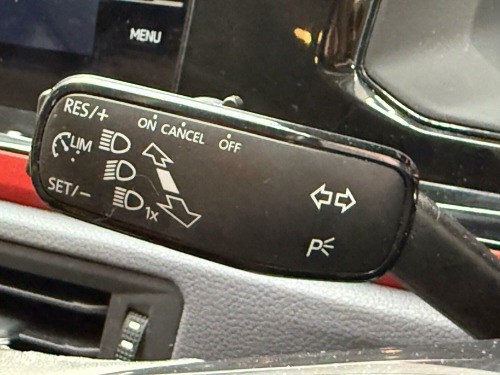 MENU
RES/+
ON CANCEL OFF
LIM
SET/-
1x
P